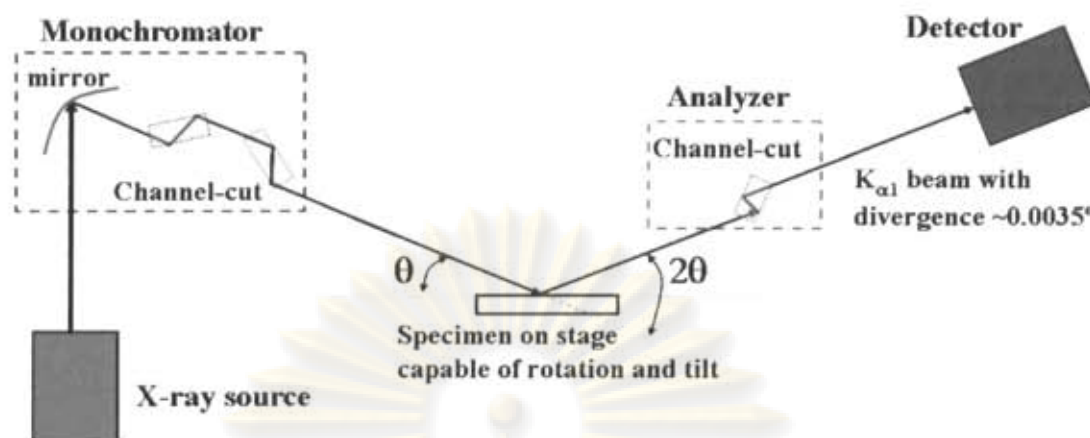 Monochromator
mirror
Channel-cut
X-ray source
θ
2θ
Specimen on stage
capable of rotation and tilt
Analyzer
Channel-cut
Detector
Kα1 beam with
divergence ~0.0035°